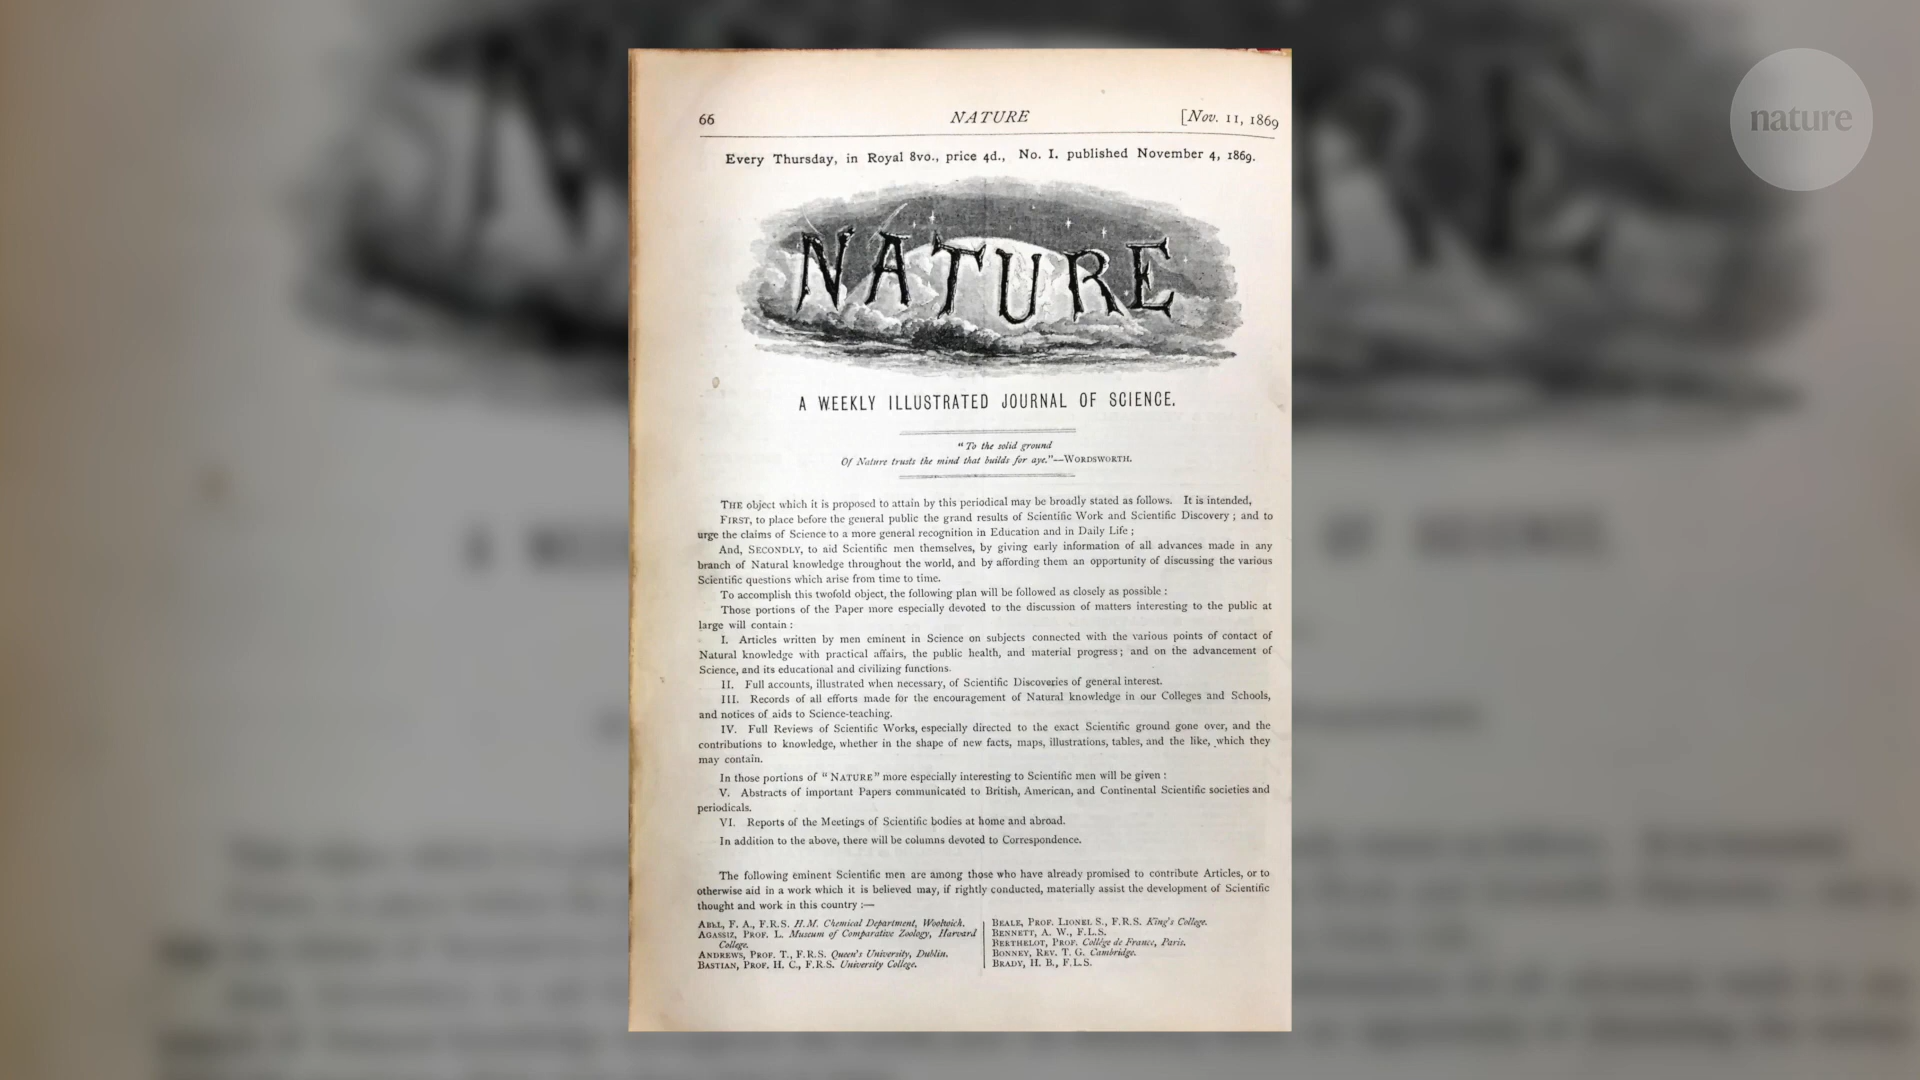 66 NATURE [Nov. 11, 1869
nature
Every Thursday, in Royal 8vo., price 4d., No. I. published November 4, 1869.
NATURE
A WEEKLY ILLUSTRATED JOURNAL OF SCIENCE.
"To the solid ground
Of Nature trusts the mind that builds for aye."—WORDSWORTH.
THE object which it is proposed to attain by this periodical may be broadly stated as follows. It is intended,
FIRST, to place before the general public the grand results of Scientific Work and Scientific Discovery; and to
urge the claims of Science to a more general recognition in Education and in Daily Life;
And, SECONDLY, to aid Scientific men themselves, by giving early information of all advances made in any
branch of Natural knowledge throughout the world, and by affording them an opportunity of discussing the various
Scientific questions which arise from time to time.
To accomplish this twofold object, the following plan will be followed as closely as possible:
Those portions of the Paper more especially devoted to the discussion of matters interesting to the public at
large will contain:
I. Articles written by men eminent in Science on subjects connected with the various points of contact of
Natural knowledge with practical affairs, the public health, and material progress; and on the advancement of
Science, and its educational and civilizing functions.
II. Full accounts, illustrated when necessary, of Scientific Discoveries of general interest.
III. Records of all efforts made for the encouragement of Natural knowledge in our Colleges and Schools,
and notices of aids to Science-teaching.
IV. Full Reviews of Scientific Works, especially directed to the exact Scientific ground gone over, and the
contributions to knowledge, whether in the shape of new facts, maps, illustrations, tables, and the like, which they
may contain.
In those portions of "NATURE" more especially interesting to Scientific men will be given:
V. Abstracts of important Papers communicated to British, American, and Continental Scientific societies and
periodicals.
VI. Reports of the Meetings of Scientific bodies at home and abroad.
In addition to the above, there will be columns devoted to Correspondence.
The following eminent Scientific men are among those who have already promised to contribute Articles, or to
otherwise aid in a work which it is believed may, if rightly conducted, materially assist the development of Scientific
thought and work in this country:—
ABEL, F. A., F.R.S. H.M. Chemical Department, Woolwich.
AGASSIZ, PROF. L. Museum of Comparative Zoology, Harvard
College.
ANDREWS, PROF. T., F.R.S. Queen's University, Dublin.
BASTIAN, PROF. H. C., F.R.S. University College.
BEALE, PROF. LIONEL S., F.R.S. King's College.
BENNETT, A. W., F.L.S.
BERTHELOT, PROF. Collége de France, Paris.
BONNEY, REV. T. G. Cambridge.
BRADY, H. B., F.L.S.